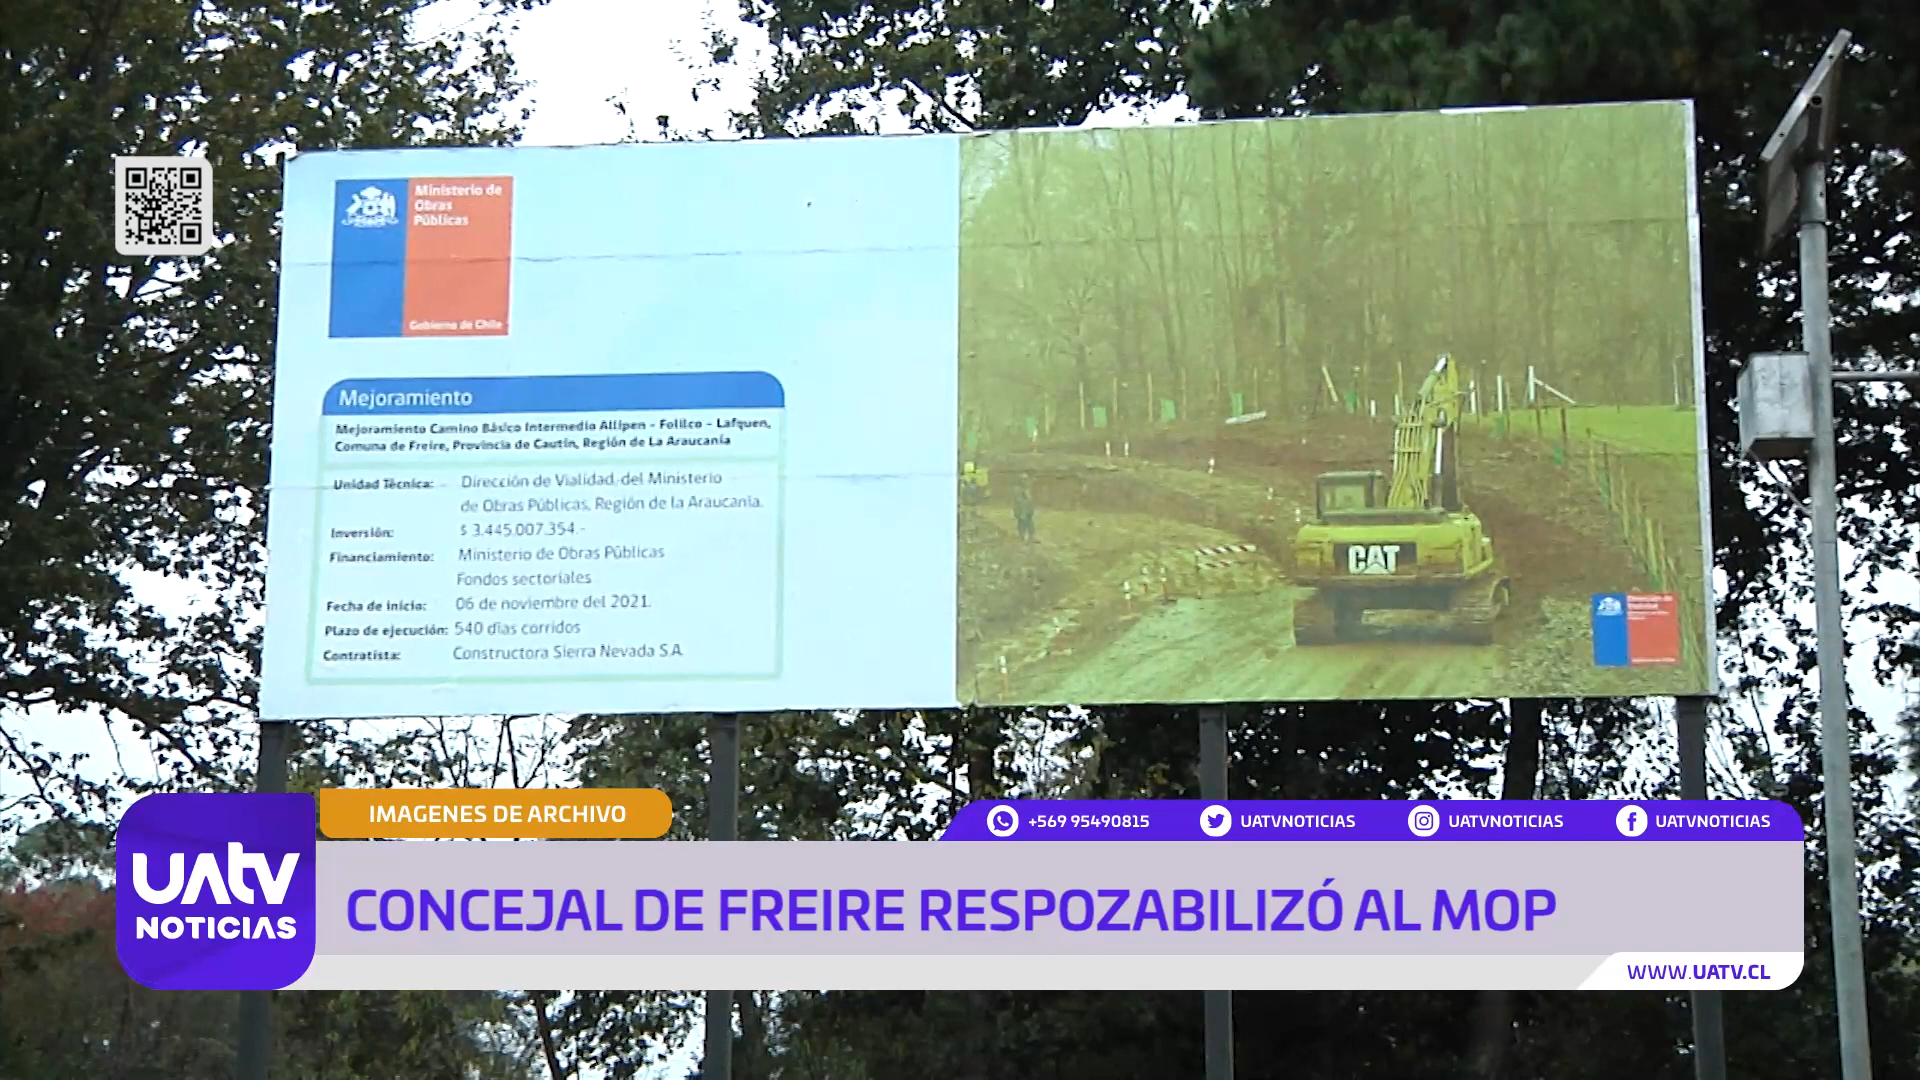 Ministerio de
Obras
Públicas
Gobierno de Chile
Mejoramiento
Mejoramiento Camino Básico Intermedio Allipen - Folilco - Lafquen,
Comuna de Freire, Provincia de Cautín, Región de La Araucanía
Unidad Técnica: Dirección de Vialidad, del Ministerio
de Obras Públicas, Región de la Araucanía.
Inversión: $ 3.445.007.354.-
Financiamiento: Ministerio de Obras Públicas
Fondos sectoriales
Fecha de inicio: 06 de noviembre del 2021.
Plazo de ejecución: 540 días corridos
Contratista: Constructora Sierra Nevada S.A.
CAT
Dirección de
Vialidad
IMAGENES DE ARCHIVO
+569 95490815 UATVNOTICIAS UATVNOTICIAS UATVNOTICIAS
UAtv
NOTICIAS
CONCEJAL DE FREIRE RESPOZABILIZÓ AL MOP
WWW.UATV.CL